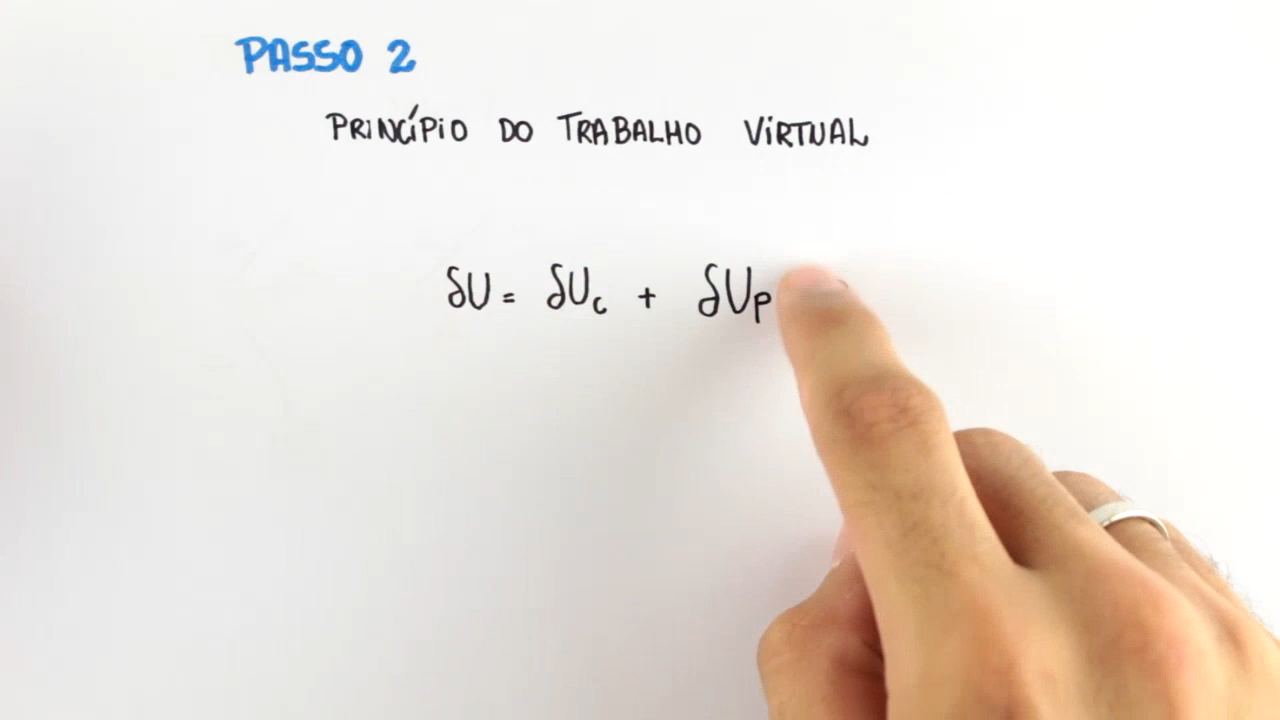 PASSO 2
PRINCÍPIO DO TRABALHO VIRTUAL
δU = δUc + δUp